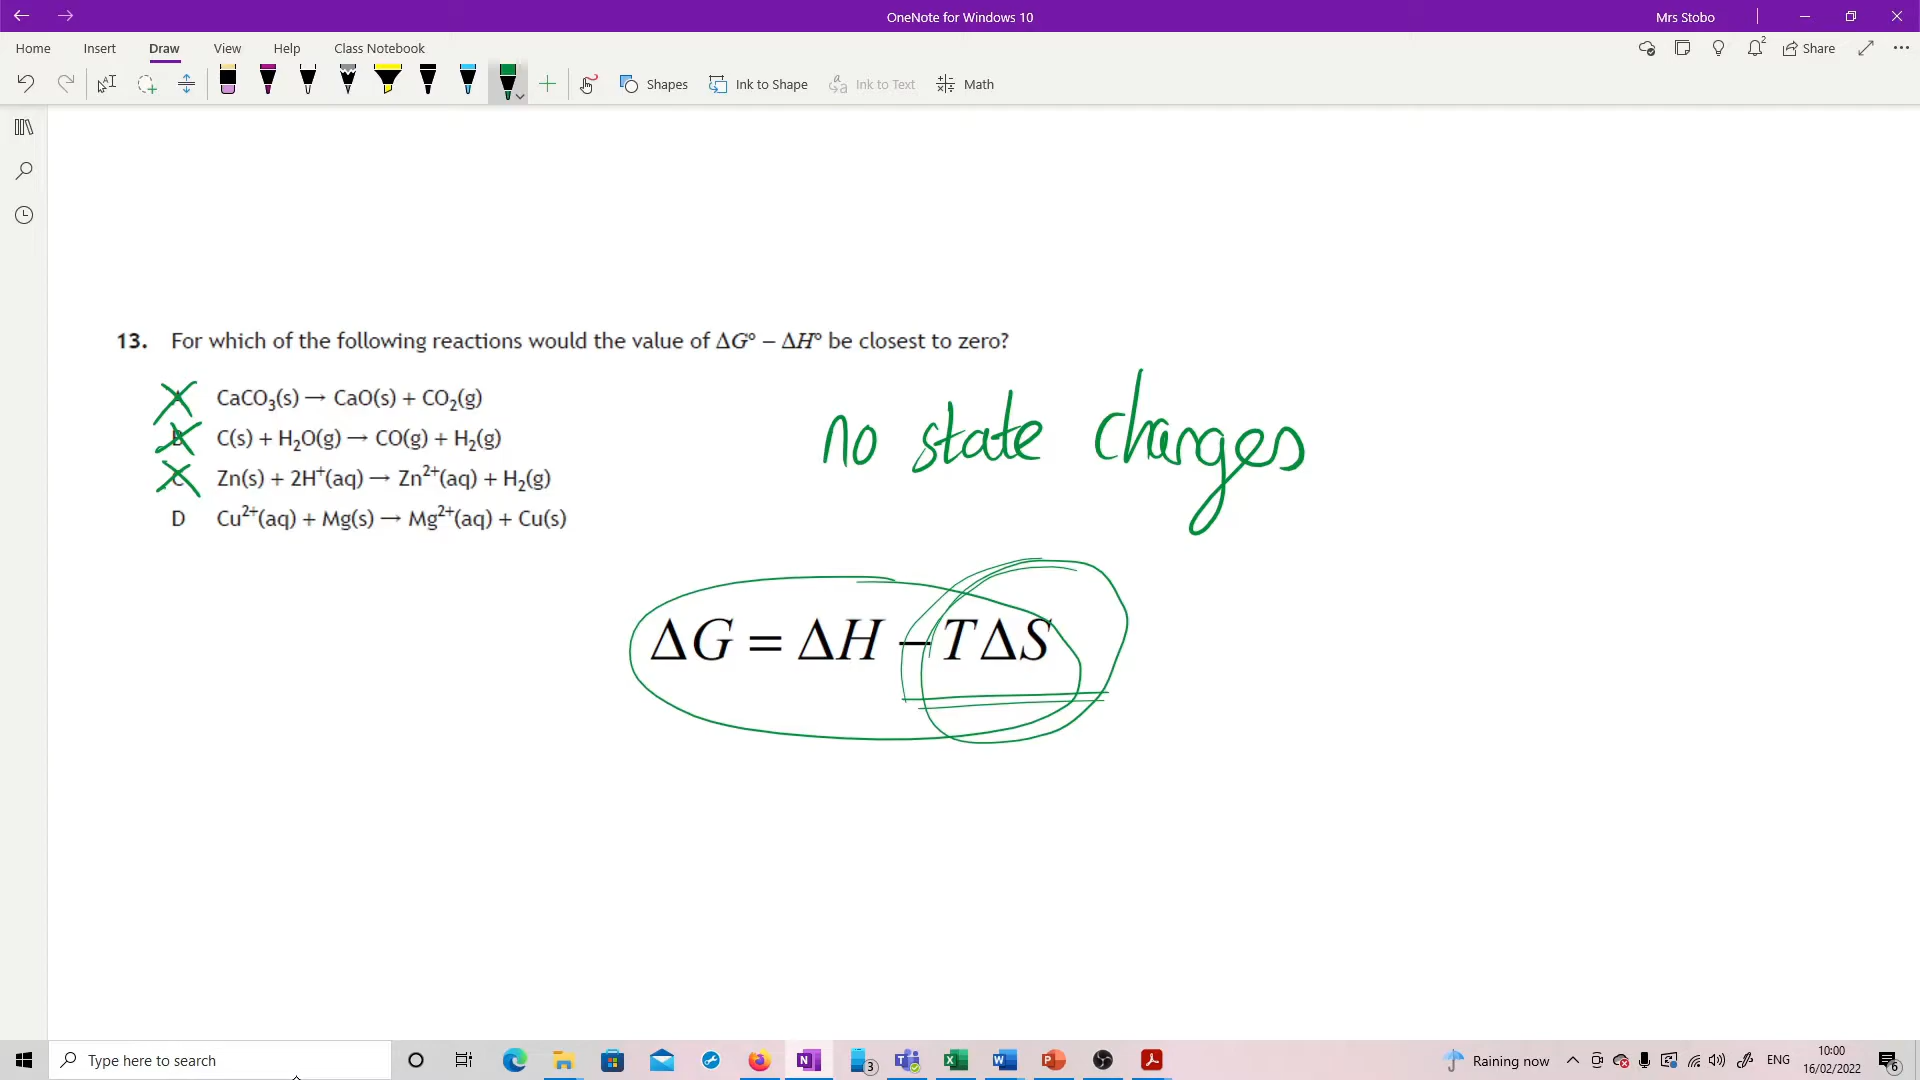 OneNote for Windows 10
Mrs Stobo
Home Insert Draw View Help Class Notebook
2
Share
Shapes Ink to Shape Ink to Text Math
13. For which of the following reactions would the value of ΔG° − ΔH° be closest to zero?
A CaCO₃(s) → CaO(s) + CO₂(g)
B C(s) + H₂O(g) → CO(g) + H₂(g)
C Zn(s) + 2H⁺(aq) → Zn²⁺(aq) + H₂(g)
D Cu²⁺(aq) + Mg(s) → Mg²⁺(aq) + Cu(s)
no state changes
ΔG = ΔH − TΔS
Type here to search
3
Raining now
ENG
10:00
16/02/2022
6